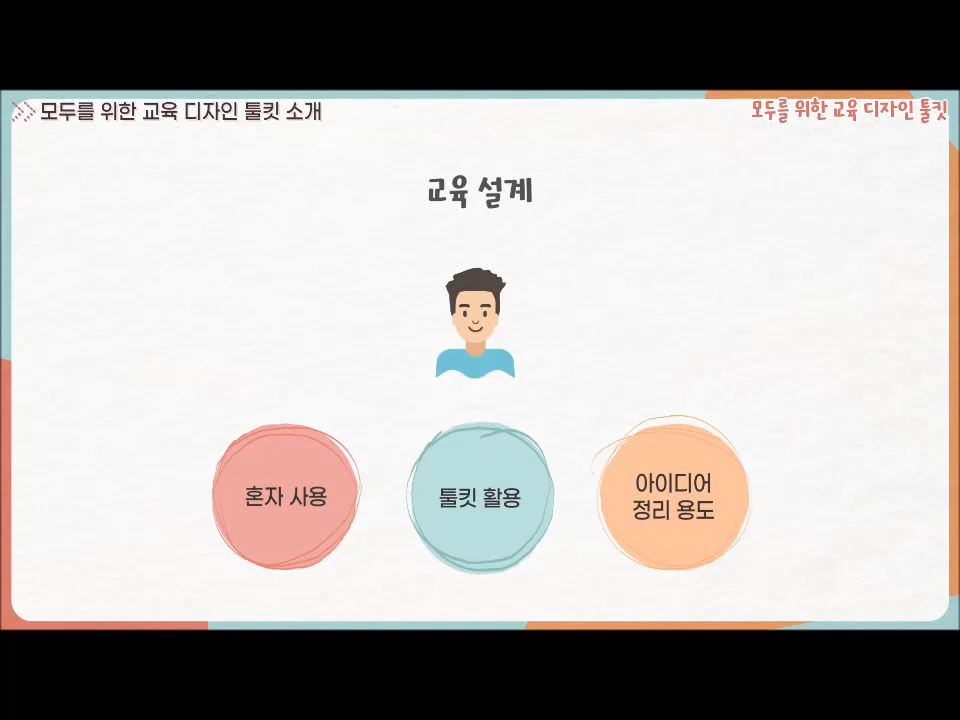 모두를 위한 교육 디자인 툴킷 소개
모두를 위한 교육 디자인 툴킷
교육 설계
혼자 사용
툴킷 활용
아이디어
정리 용도